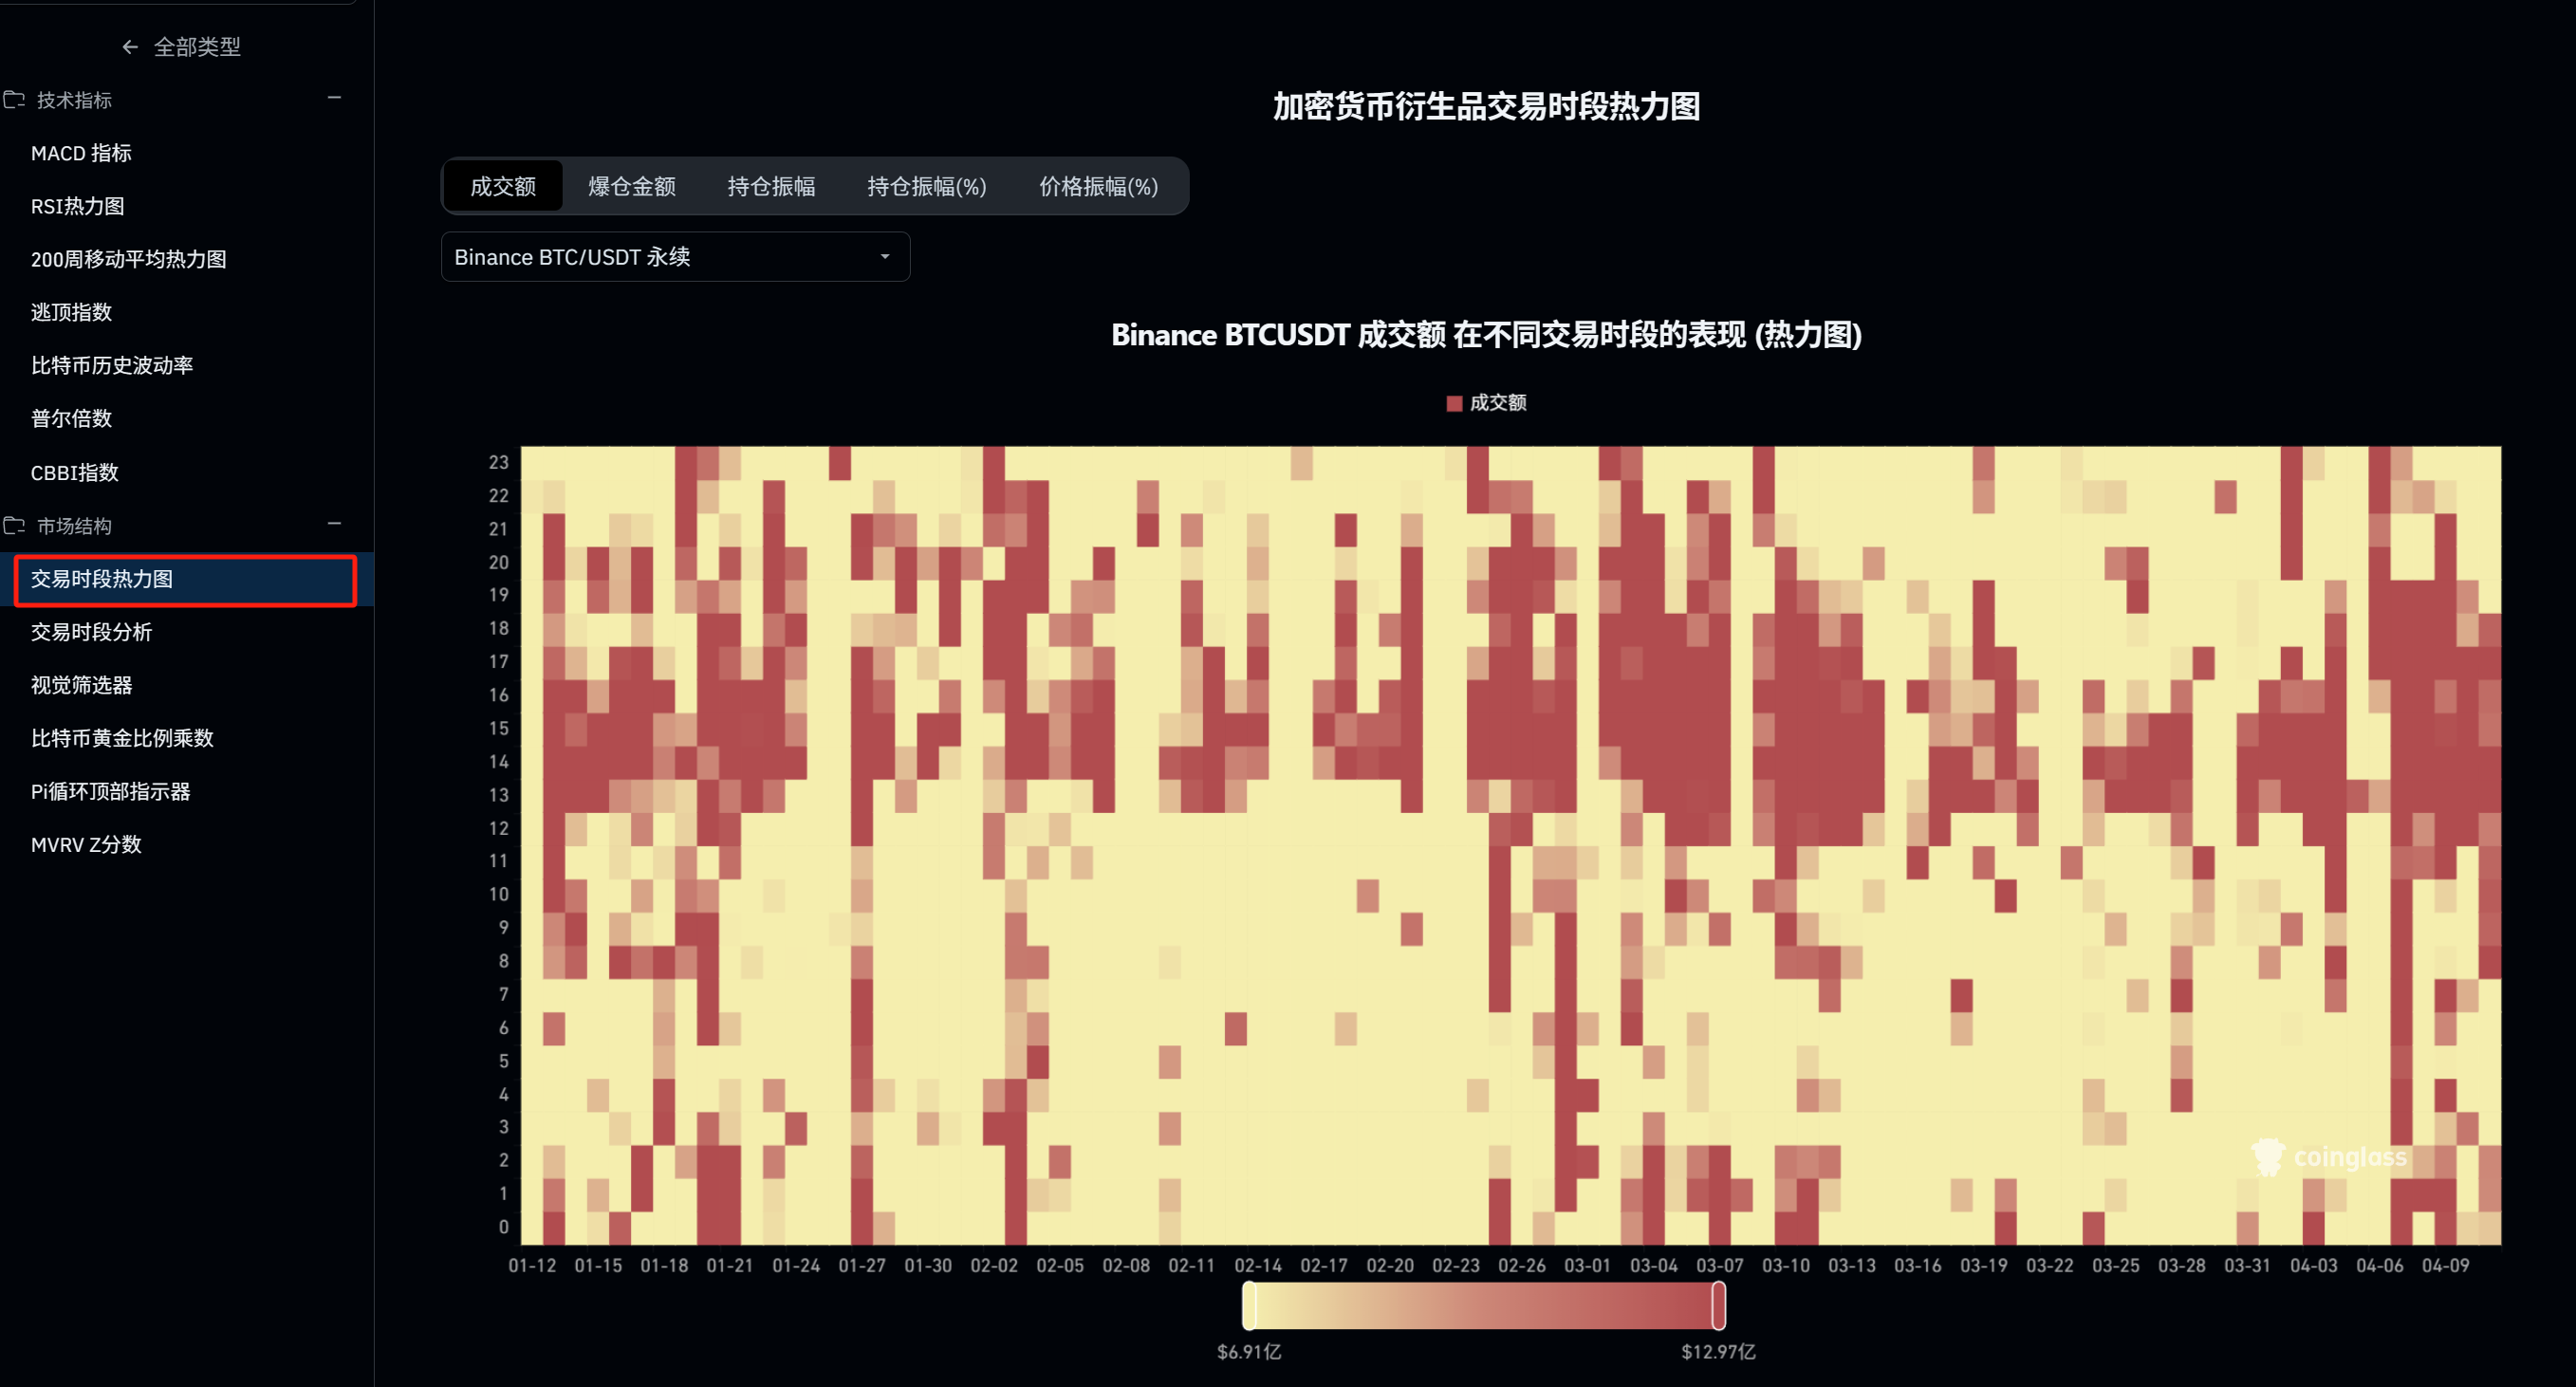 全部类型
技术指标
MACD 指标
RSI热力图
200周移动平均热力图
逃顶指数
比特币历史波动率
普尔倍数
CBBI指数
市场结构
交易时段热力图
交易时段分析
视觉筛选器
比特币黄金比例乘数
Pi循环顶部指示器
MVRV Z分数
加密货币衍生品交易时段热力图
成交额 爆仓金额 持仓振幅 持仓振幅(%) 价格振幅(%)
Binance BTC/USDT 永续
Binance BTCUSDT 成交额 在不同交易时段的表现 (热力图)
成交额
23
22
21
20
19
18
17
16
15
14
13
12
11
10
9
8
7
6
5
4
3
2
1
0
coinglass
01-12 01-15 01-18 01-21 01-24 01-27 01-30 02-02 02-05 02-08 02-11 02-14 02-17 02-20 02-23 02-26 03-01 03-04 03-07 03-10 03-13 03-16 03-19 03-22 03-25 03-28 03-31 04-03 04-06 04-09
$6.91亿 $12.97亿